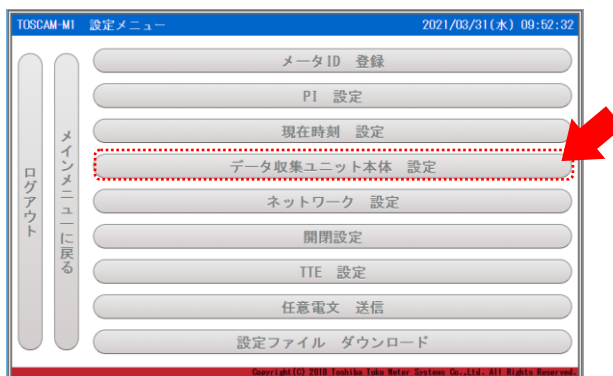 TOSCAM-M1 設定メニュー 2021/03/31(水) 09:52:32
ログアウト
メインメニューに戻る
メータID 登録
PI 設定
現在時刻 設定
データ収集ユニット本体 設定
ネットワーク 設定
開閉設定
TTE 設定
任意電文 送信
設定ファイル ダウンロード
Copyright(C) 2018 Toshiba Toko Meter Systems Co.,Ltd. All Rights Reserved.